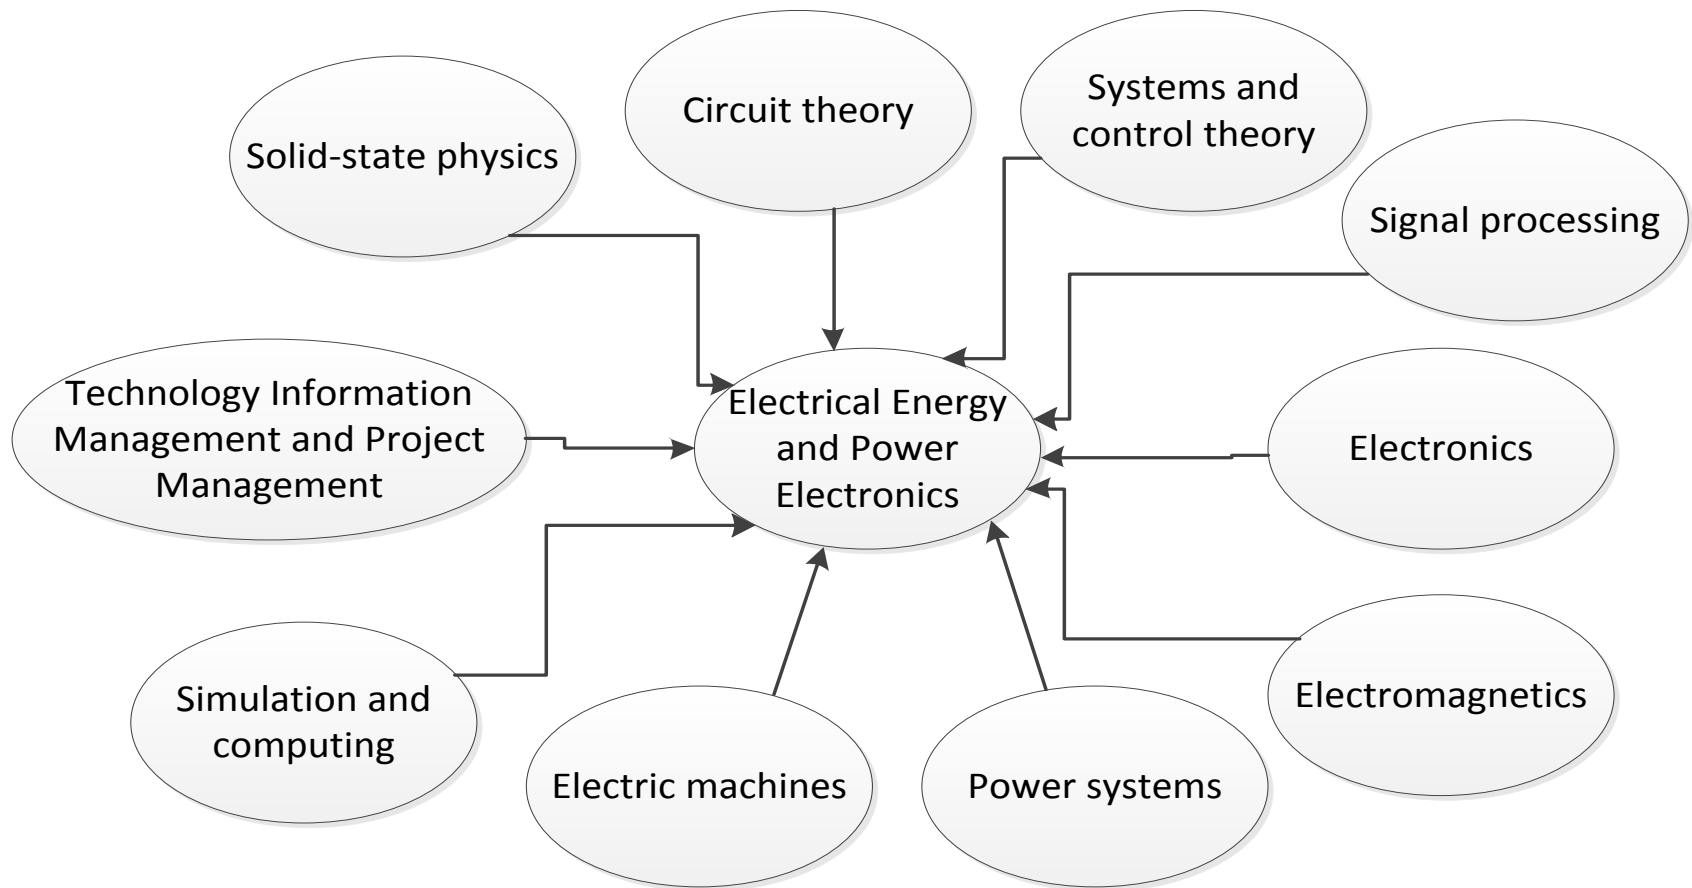 Solid-state physics
Circuit theory
Systems and
control theory
Signal processing
Technology Information
Management and Project
Management
Electrical Energy
and Power
Electronics
Electronics
Simulation and
computing
Electric machines
Power systems
Electromagnetics